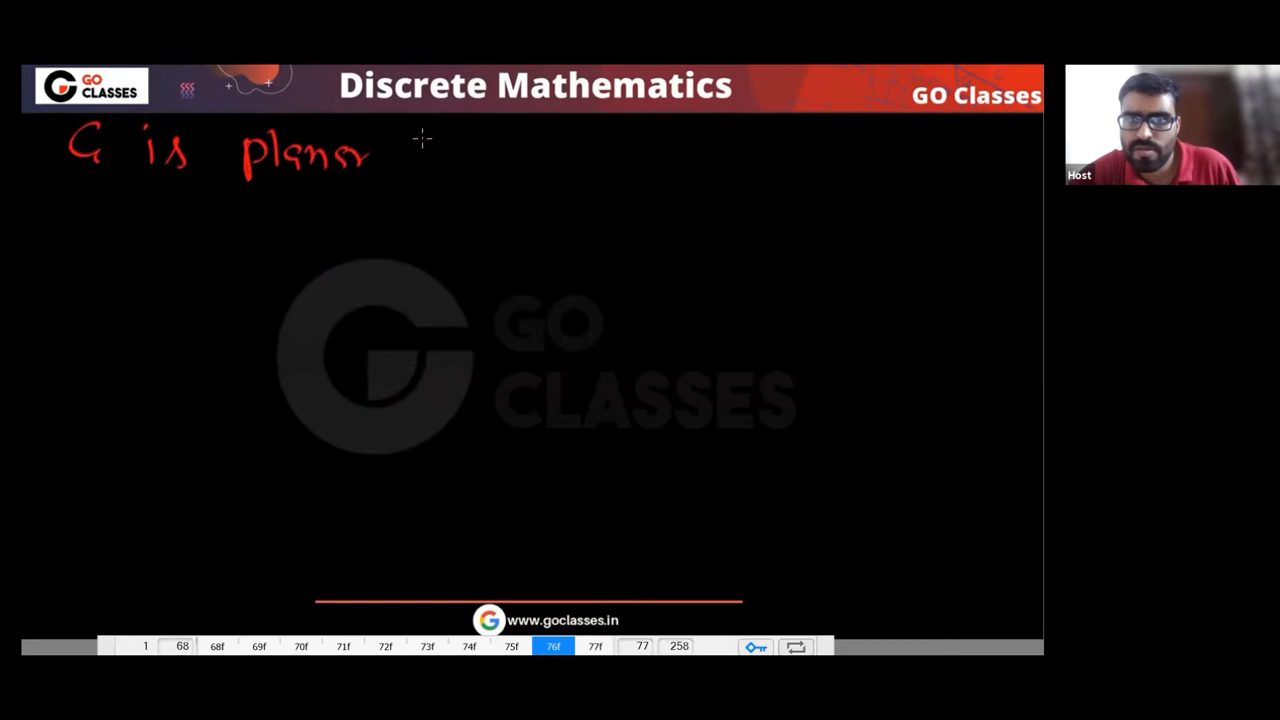 GO
CLASSES
Discrete Mathematics
GO Classes
G is planar
Host
GO
CLASSES
www.goclasses.in
1 68 68f 69f 70f 71f 72f 73f 74f 75f 76f 77f 77 258